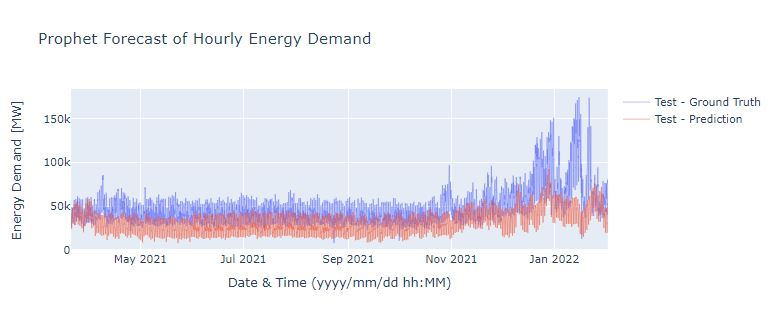 Prophet Forecast of Hourly Energy Demand
Test - Ground Truth
Test - Prediction
Energy Demand [MW]
150k
100k
50k
0
May 2021
Jul 2021
Sep 2021
Nov 2021
Jan 2022
Date & Time (yyyy/mm/dd hh:MM)